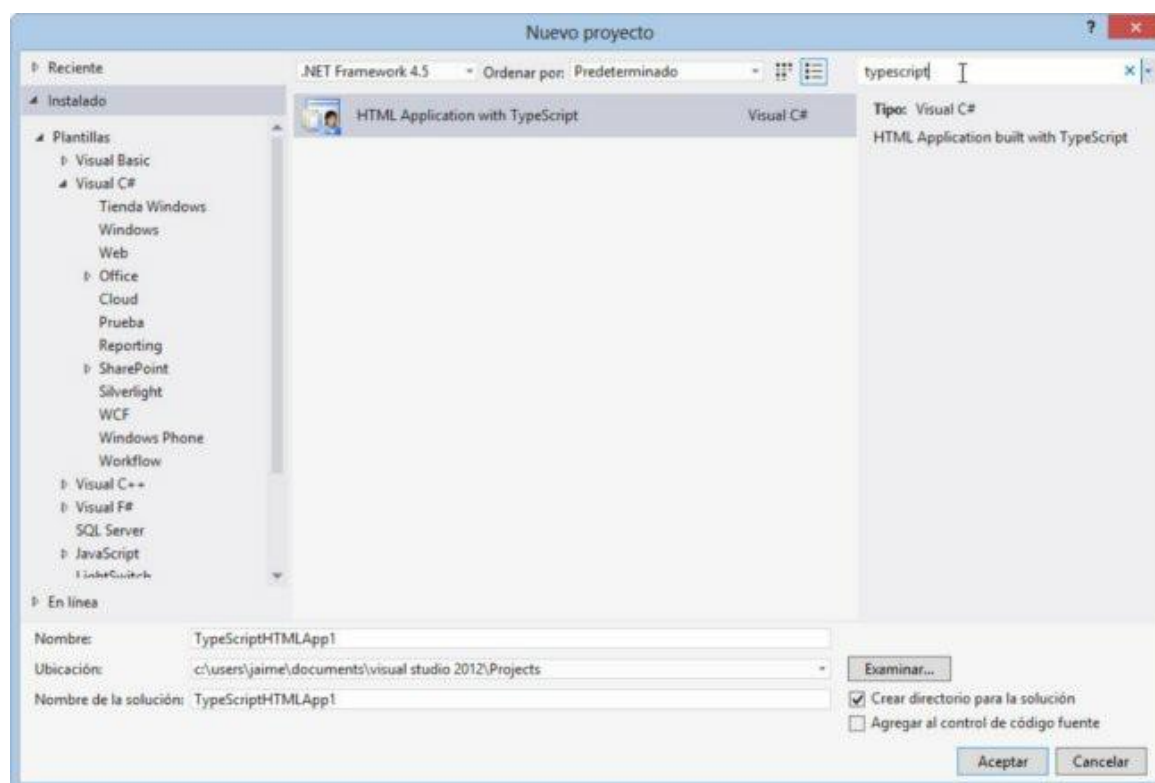 Nuevo proyecto
?
Reciente
.NET Framework 4.5
Ordenar por: Predeterminado
typescript
Instalado
HTML Application with TypeScript
Visual C#
Tipo: Visual C#
HTML Application built with TypeScript
Plantillas
Visual Basic
Visual C#
Tienda Windows
Windows
Web
Office
Cloud
Prueba
Reporting
SharePoint
Silverlight
WCF
Windows Phone
Workflow
Visual C++
Visual F#
SQL Server
JavaScript
LightSwitch
En línea
Nombre: TypeScriptHTMLApp1
Ubicación: c:\users\jaime\documents\visual studio 2012\Projects
Examinar...
Nombre de la solución: TypeScriptHTMLApp1
Crear directorio para la solución
Agregar al control de código fuente
Aceptar
Cancelar